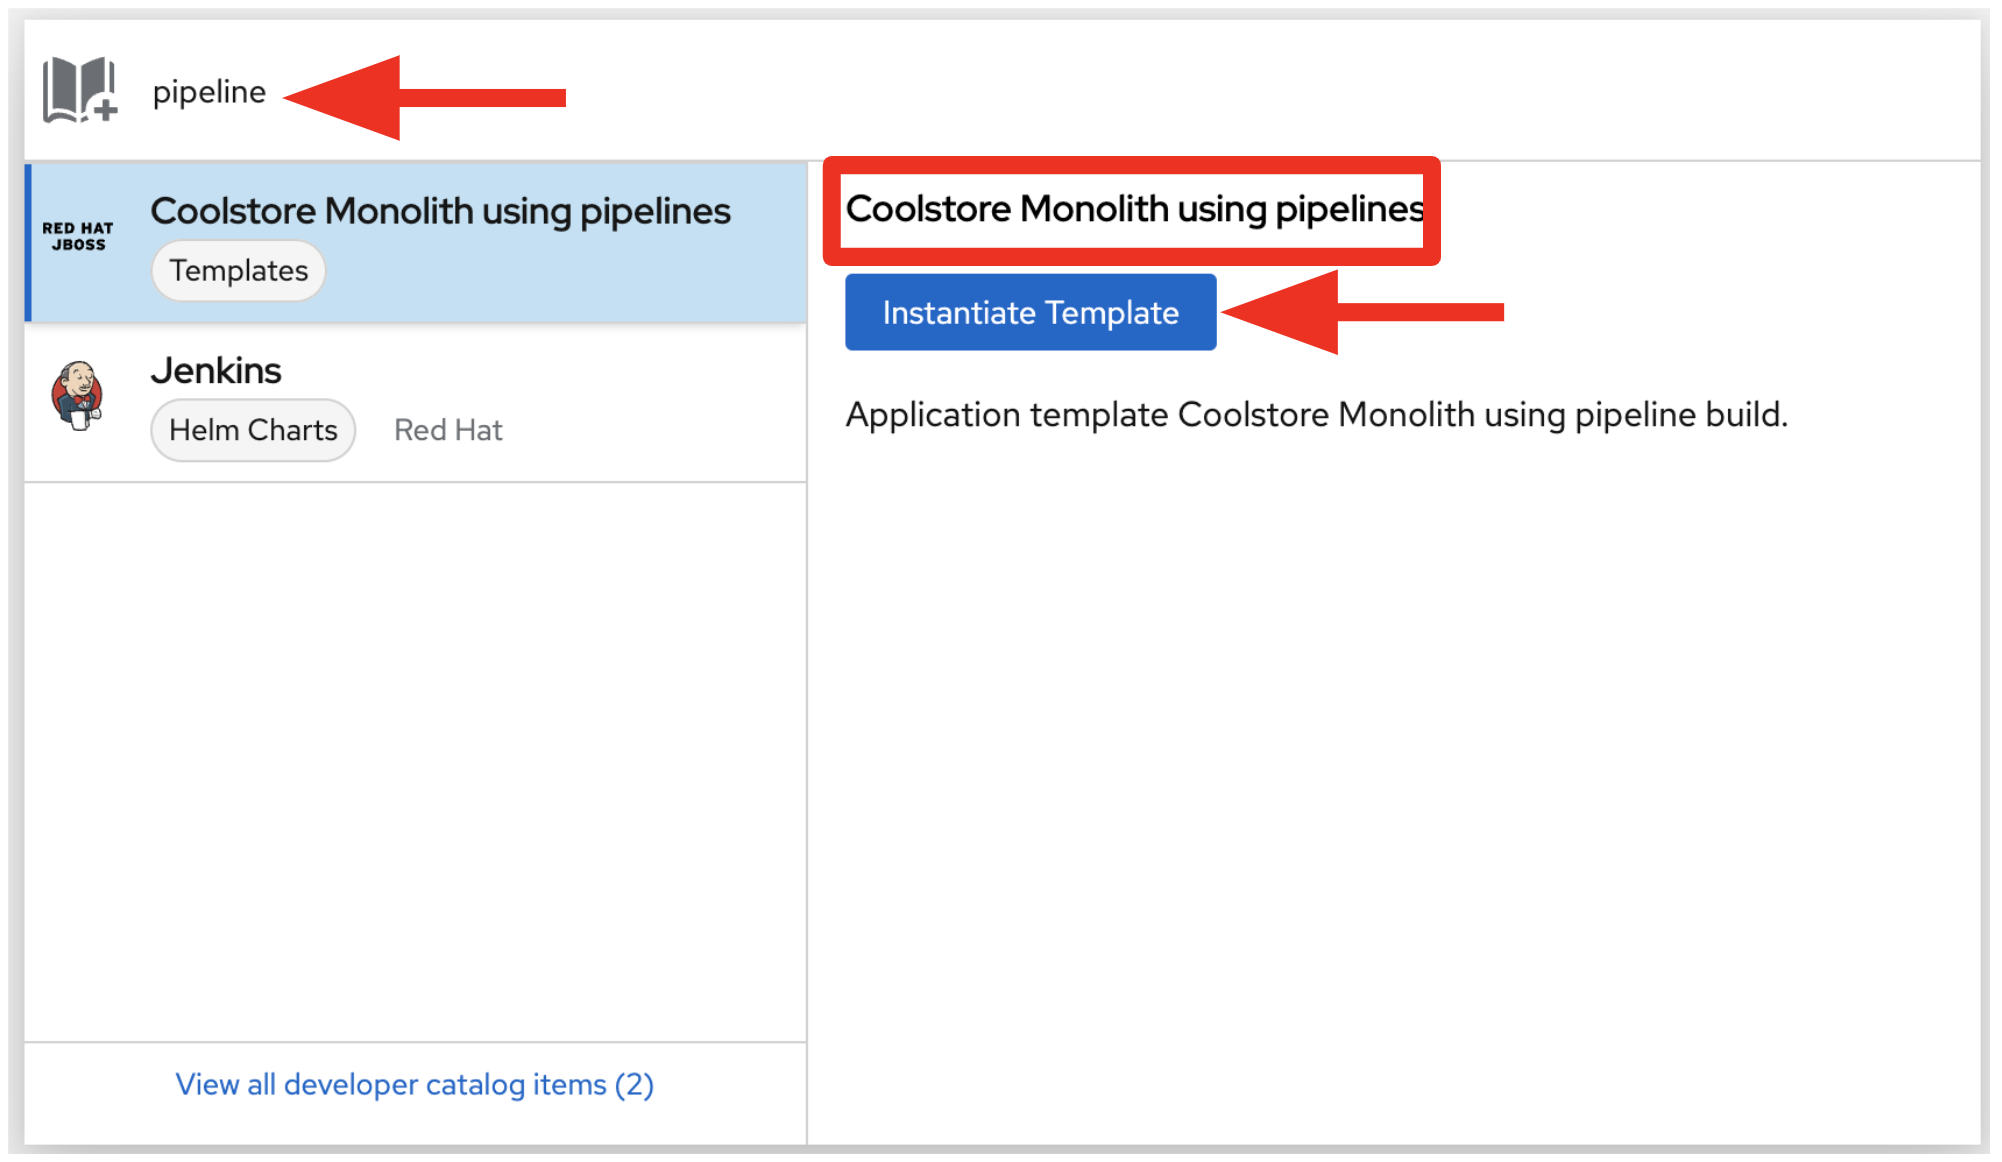 pipeline
RED HAT
JBOSS
Coolstore Monolith using pipelines
Templates
Jenkins
Helm Charts Red Hat
View all developer catalog items (2)
Coolstore Monolith using pipelines
Instantiate Template
Application template Coolstore Monolith using pipeline build.